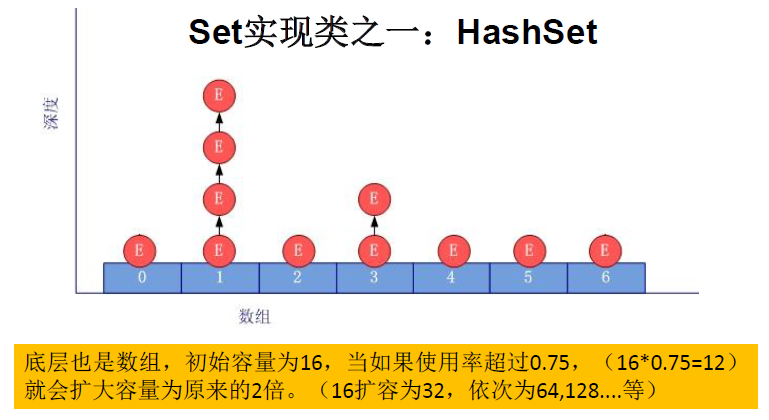 Set实现类之一：HashSet
深度
E
E
E
E E E E E E E
E
0 1 2 3 4 5 6
数组
底层也是数组，初始容量为16，当如果使用率超过0.75，（16*0.75=12）
就会扩大容量为原来的2倍。（16扩容为32，依次为64,128....等）